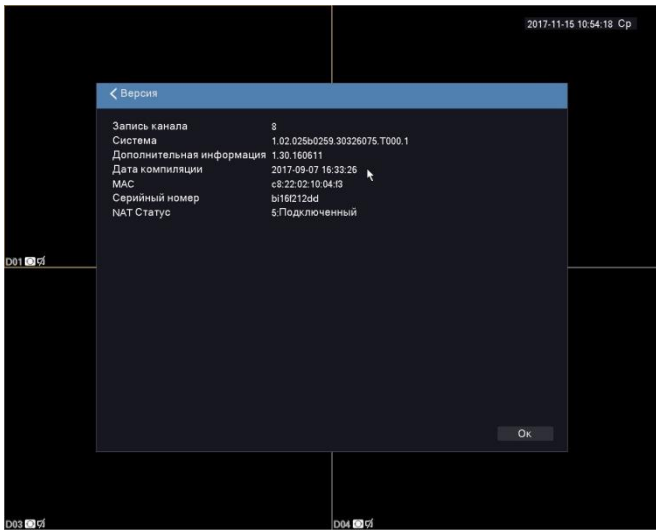 2017-11-15 10:54:18 Ср
Версия
Запись канала 8
Система 1.02.025b0259.30326075.T000.1
Дополнительная информация 1.30.160611
Дата компиляции 2017-09-07 16:33:26
MAC c8:22:02:10:04:f3
Серийный номер bi16f212dd
NAT Статус 5:Подключенный
D01
Ок
D03
D04